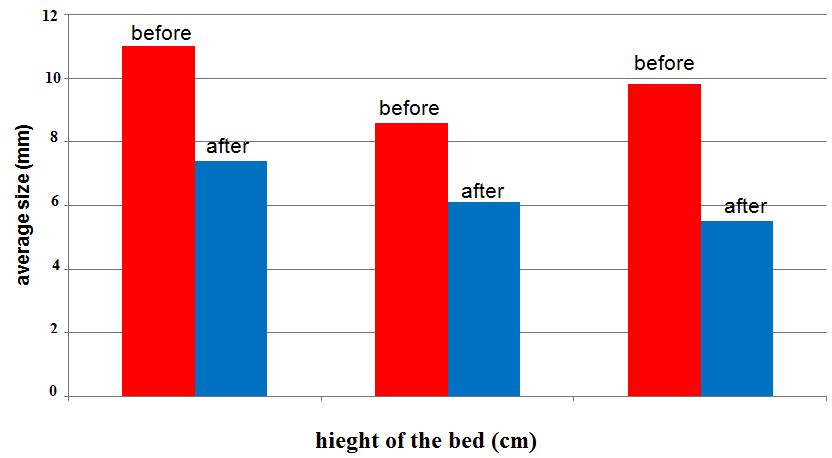 12
10
8
6
4
2
0
average size (mm)
before
after
before
after
before
after
hieght of the bed (cm)